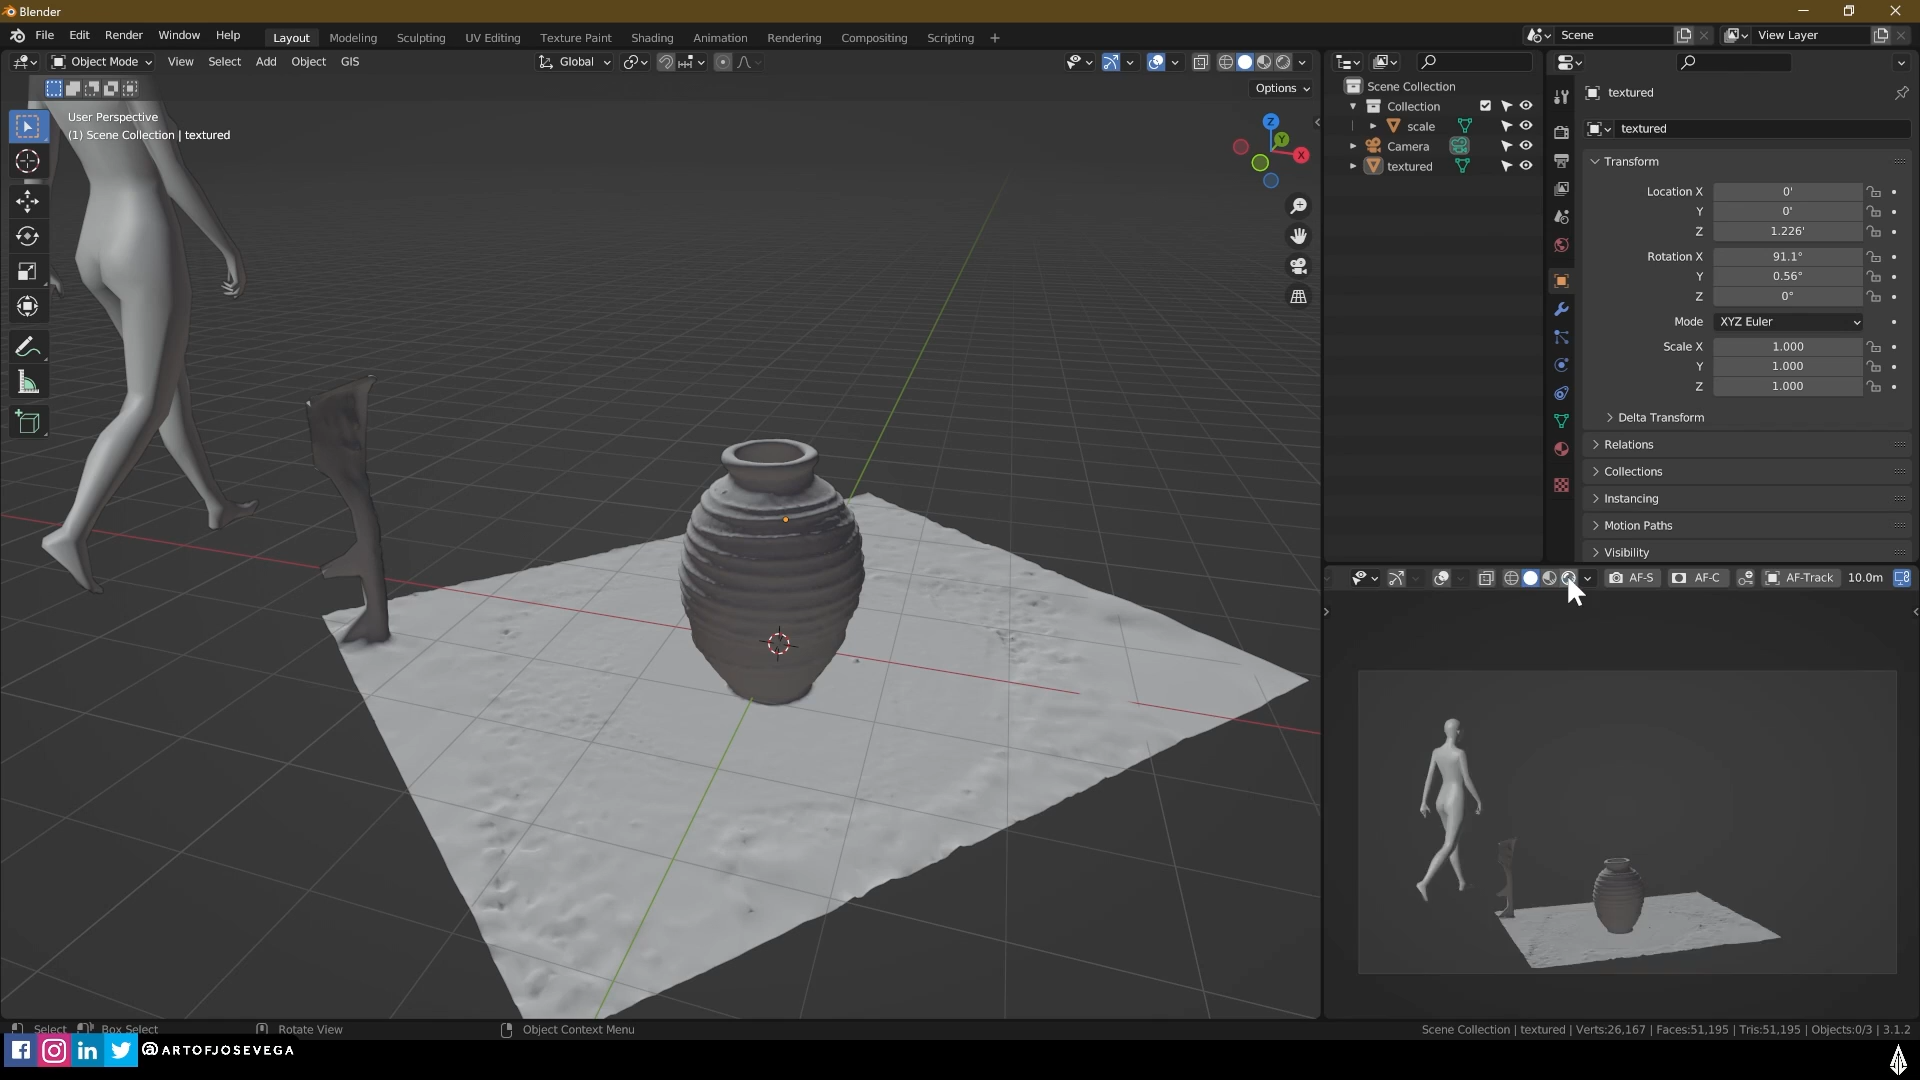 Blender
File Edit Render Window Help Layout Modeling Sculpting UV Editing Texture Paint Shading Animation Rendering Compositing Scripting + Scene View Layer
Object Mode View Select Add Object GIS Global
Options
User Perspective
(1) Scene Collection | textured
Z
Y
X
Scene Collection
Collection
scale
Camera
textured
textured
textured
Transform
Location X 0'
Y 0'
Z 1.226'
Rotation X 91.1°
Y 0.56°
Z 0°
Mode XYZ Euler
Scale X 1.000
Y 1.000
Z 1.000
Delta Transform
Relations
Collections
Instancing
Motion Paths
Visibility
AF-S AF-C AF-Track 10.0m
Select Box Select Rotate View Object Context Menu
Scene Collection | textured | Verts:26,167 | Faces:51,195 | Tris:51,195 | Objects:0/3 | 3.1.2
@ARTOFJOSEVEGA